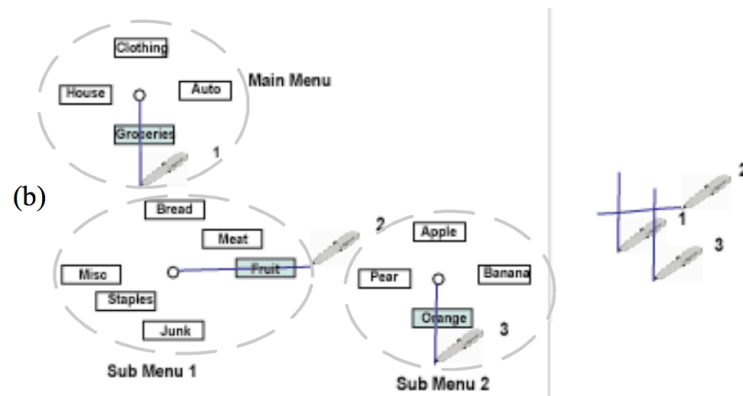 Clothing
House
Auto
Main Menu
Groceries
1
(b)
Bread
Meat
2
Misc
Fruit
Staples
Junk
Sub Menu 1
Apple
Pear
Banana
Orange
3
Sub Menu 2
2
1
3